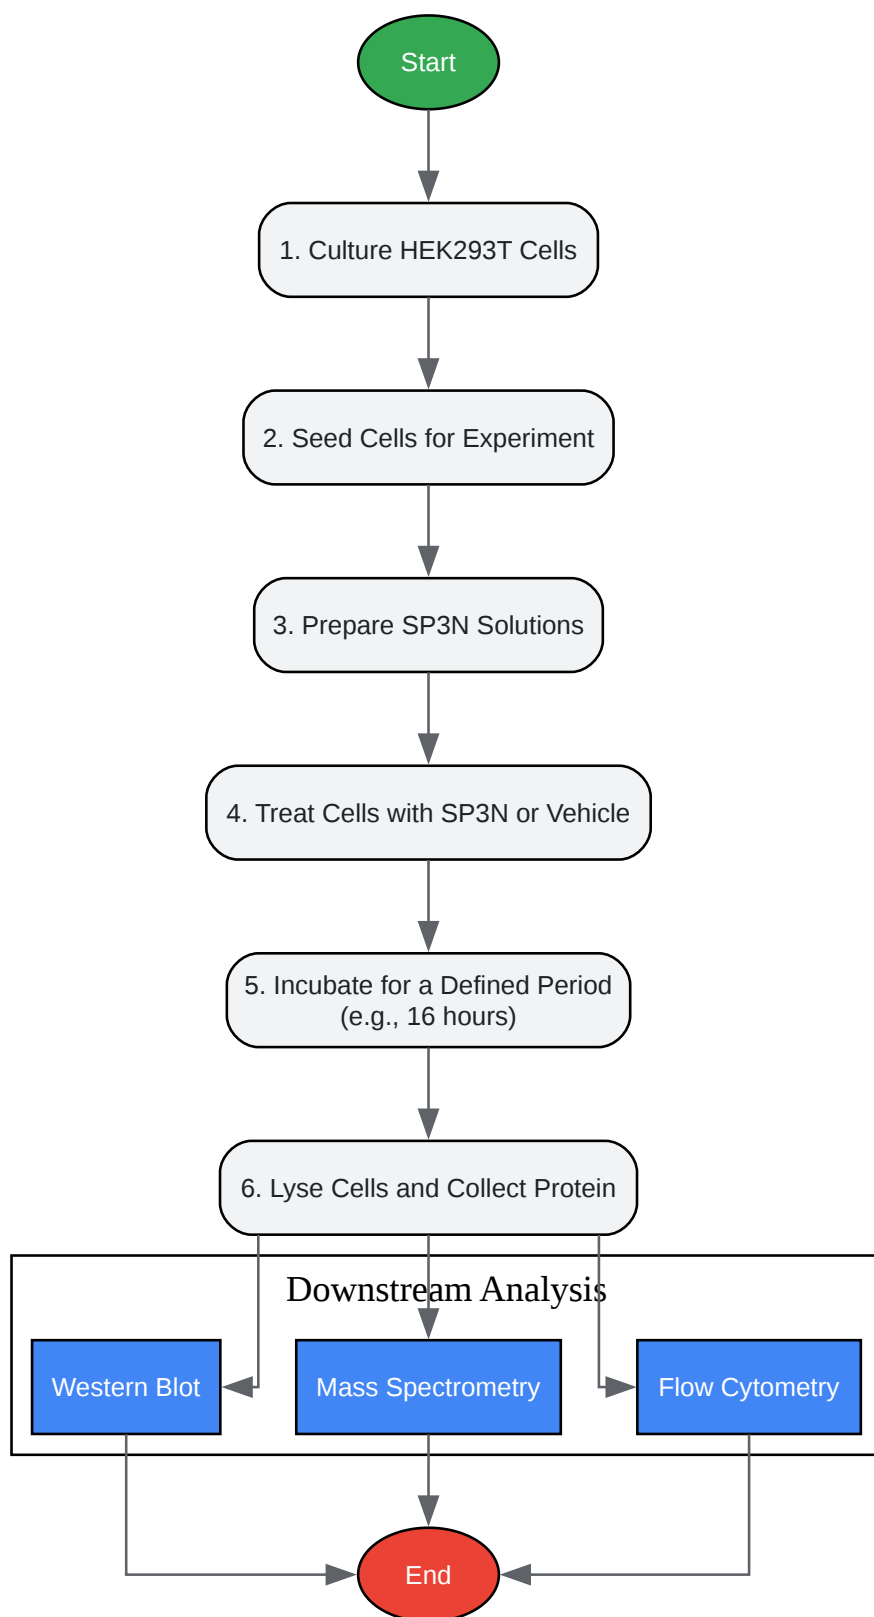 Start
1. Culture HEK293T Cells
2. Seed Cells for Experiment
3. Prepare SP3N Solutions
4. Treat Cells with SP3N or Vehicle
5. Incubate for a Defined Period
(e.g., 16 hours)
6. Lyse Cells and Collect Protein
Downstream Analysis
Western Blot
Mass Spectrometry
Flow Cytometry
End